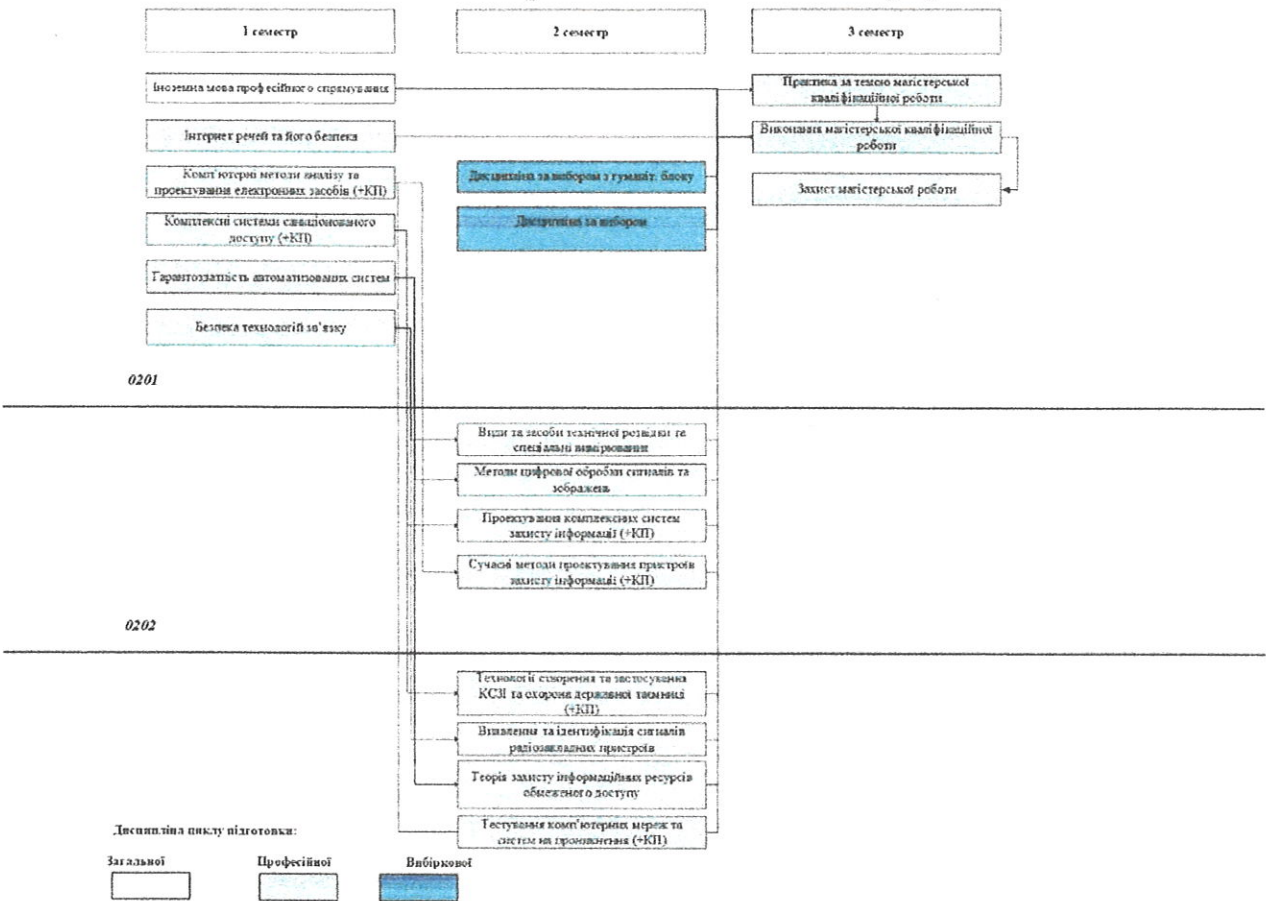 1 семестр
2 семестр
3 семестр
Іноземна мова професійного спрямування
Практика за темою магістерської
кваліфікаційної роботи
Інтернет речей та його безпека
Виконання магістерської кваліфікаційної
роботи
Комп'ютерні методи аналізу та
проектування електронних засобів (+КП)
Дисципліна за вибором з гуманіт. блоку
Захист магістерської роботи
Комплексні системи санкціонованого
доступу (+КП)
Дисципліна за вибором
Гарантоздатність автоматизованих систем
Безпека технологій зв'язку
0201
Види та засоби технічної розвідки та
спеціальні вимірювання
Методи цифрової обробки сигналів та
зображень
Проектування комплексних систем
захисту інформації (+КП)
Сучасні методи проектування пристроїв
захисту інформації (+КП)
0202
Технології створення та застосування
КСЗІ та охорона державної таємниці
(+КП)
Виявлення та ідентифікація сигналів
радіозакладних пристроїв
Теорія захисту інформаційних ресурсів
обмеженого доступу
Тестування комп'ютерних мереж та
систем на проникнення (+КП)
Дисципліна циклу підготовки:
Загальної
Професійної
Вибіркової